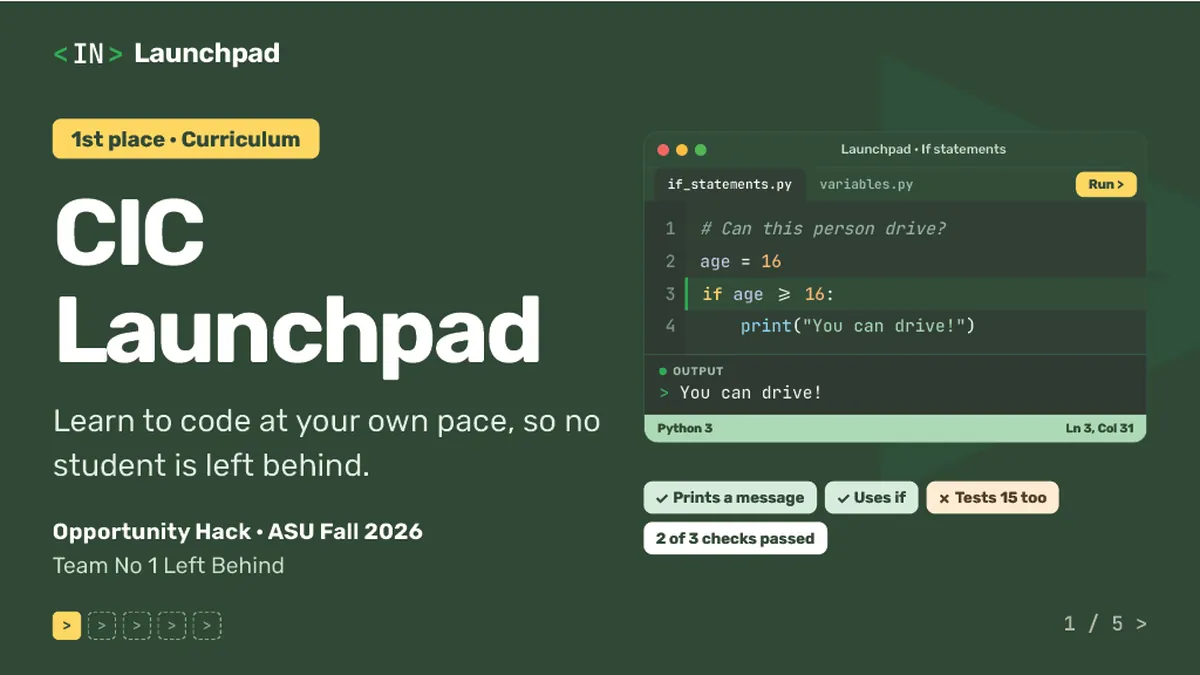 <IN> Launchpad
1st place • Curriculum
CIC
Launchpad
Learn to code at your own pace, so no
student is left behind.
Opportunity Hack • ASU Fall 2026
Team No 1 Left Behind
> > > > >
Launchpad • If statements
if_statements.py variables.py Run >
1 # Can this person drive?
2 age = 16
3 if age ⩾ 16:
4 print("You can drive!")
OUTPUT
> You can drive!
Python 3 Ln 3, Col 31
✓ Prints a message ✓ Uses if × Tests 15 too
2 of 3 checks passed
1 / 5 >